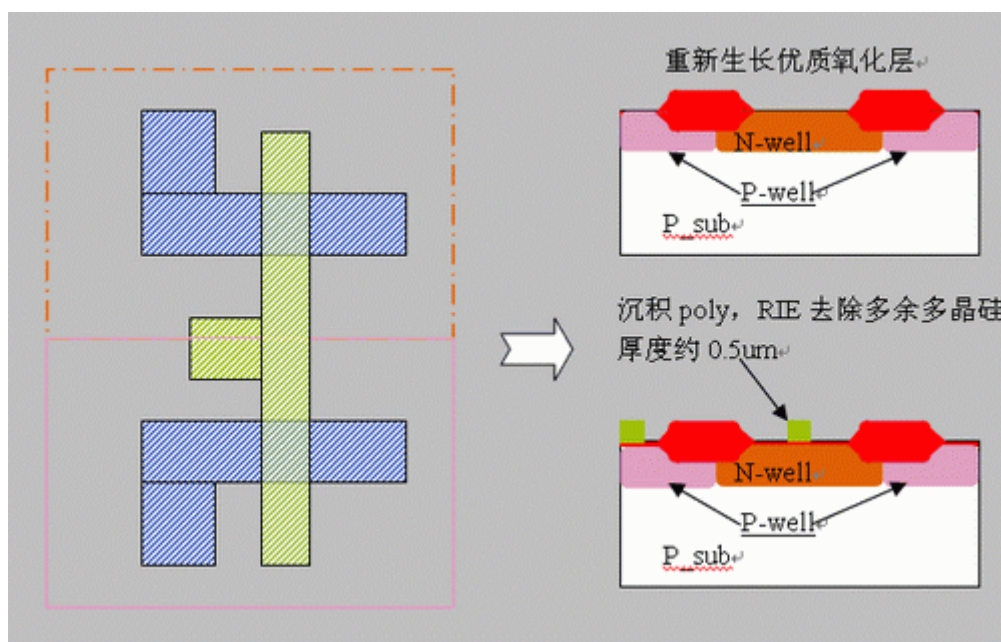 重新生长优质氧化层
N-well
P-well
P_sub
沉积 poly，RIE 去除多余多晶硅
厚度约 0.5um
N-well
P-well
P_sub